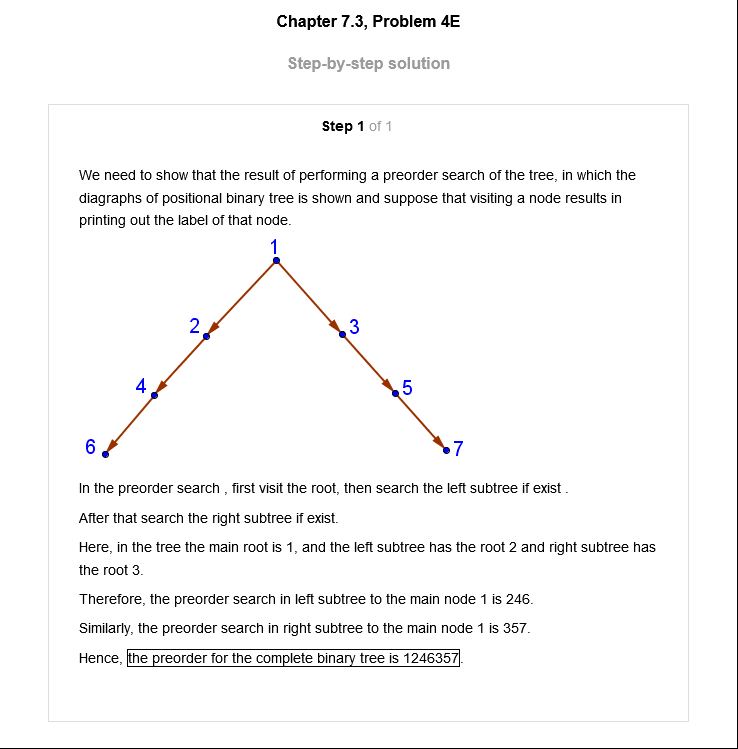 Chapter 7.3, Problem 4E
Step-by-step solution
Step 1 of 1
We need to show that the result of performing a preorder search of the tree, in which the
diagraphs of positional binary tree is shown and suppose that visiting a node results in
printing out the label of that node.
1
2
3
4
5
6
7
In the preorder search , first visit the root, then search the left subtree if exist .
After that search the right subtree if exist.
Here, in the tree the main root is 1, and the left subtree has the root 2 and right subtree has
the root 3.
Therefore, the preorder search in left subtree to the main node 1 is 246.
Similarly, the preorder search in right subtree to the main node 1 is 357.
Hence, the preorder for the complete binary tree is 1246357.